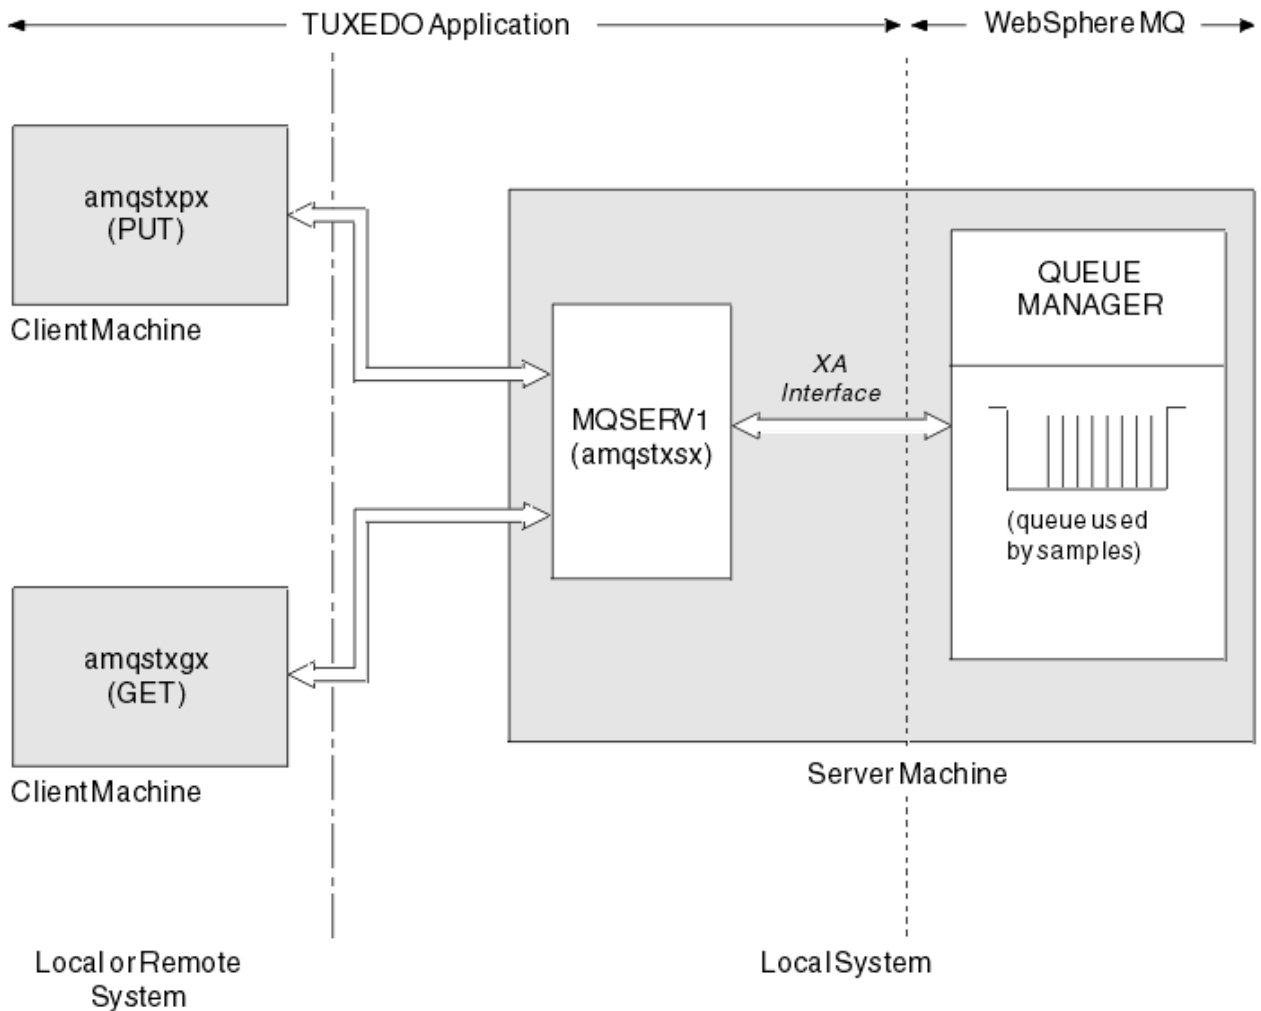 TUXEDO Application
WebSphere MQ
amqstxpx
(PUT)
Client Machine
QUEUE
MANAGER
XA
Interface
MQSERV1
(amqstxsx)
(queue used
by samples)
amqstxgx
(GET)
Client Machine
Server Machine
Local or Remote
System
Local System